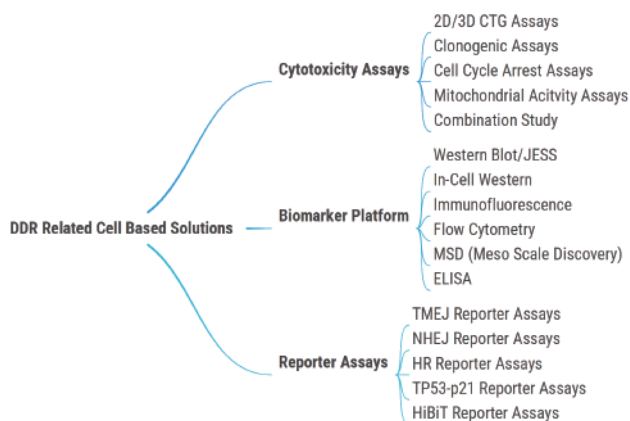 DDR Related Cell Based Solutions
Cytotoxicity Assays
2D/3D CTG Assays
Clonogenic Assays
Cell Cycle Arrest Assays
Mitochondrial Acitvity Assays
Combination Study
Biomarker Platform
Western Blot/JESS
In-Cell Western
Immunofluorescence
Flow Cytometry
MSD (Meso Scale Discovery)
ELISA
Reporter Assays
TMEJ Reporter Assays
NHEJ Reporter Assays
HR Reporter Assays
TP53-p21 Reporter Assays
HiBiT Reporter Assays